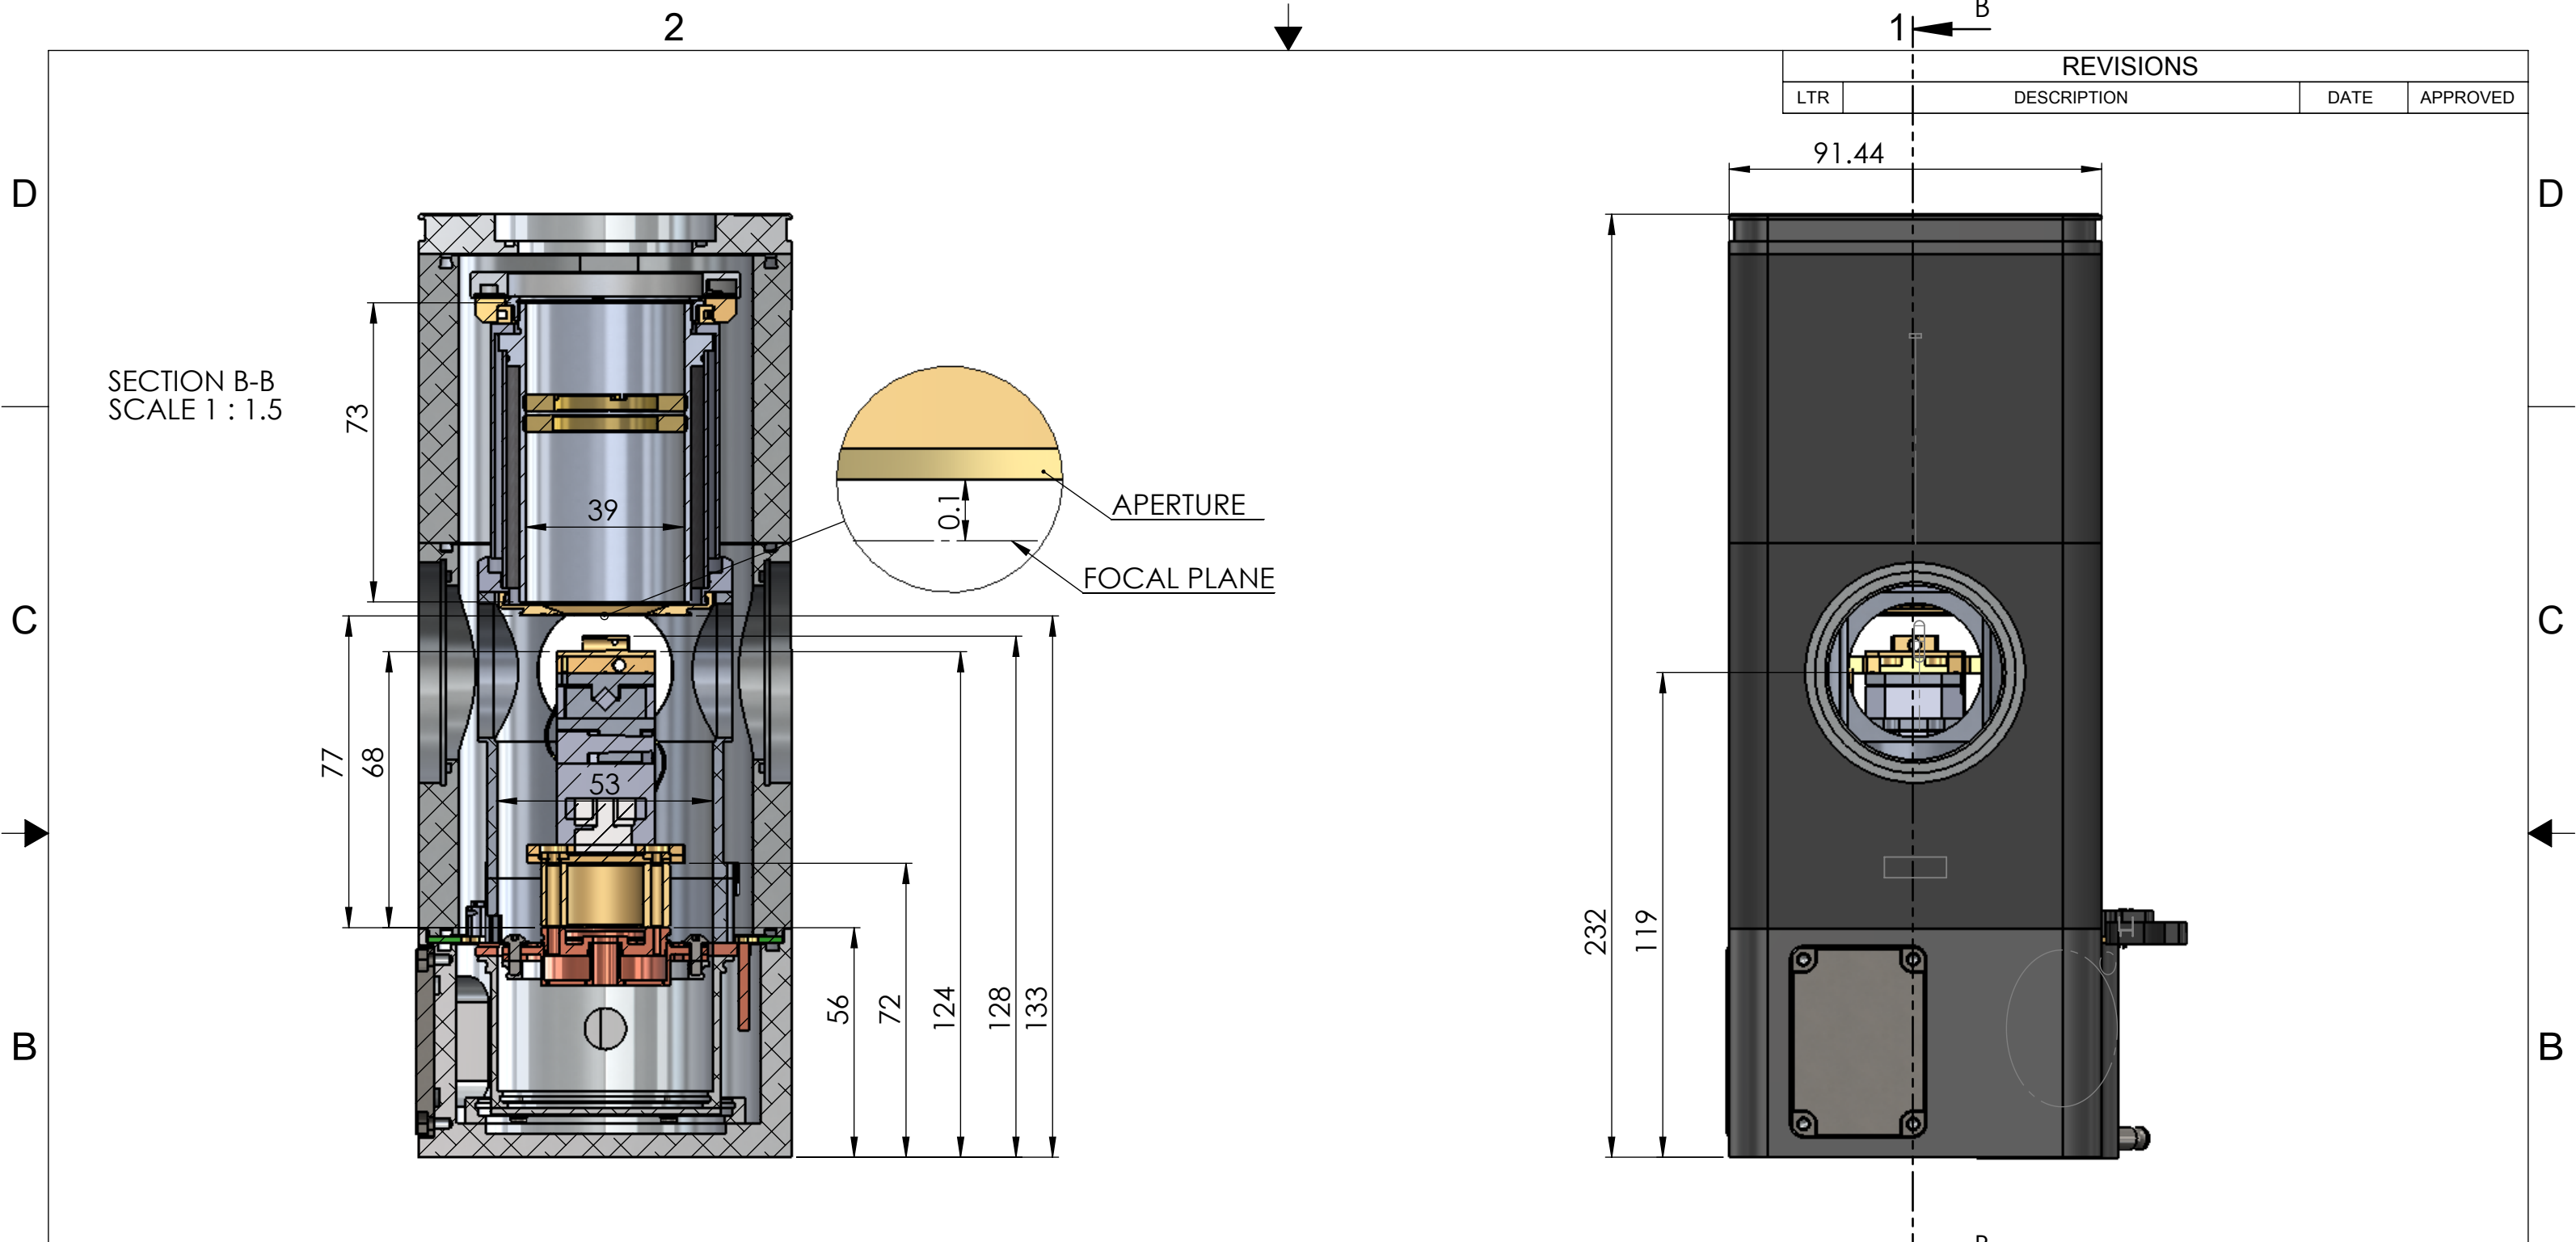 2
1
B
REVISIONS
LTR
DESCRIPTION
DATE
APPROVED
D
D
91.44
SECTION B-B
SCALE 1 : 1.5
73
39
0.1
APERTURE
FOCAL PLANE
C
C
77
68
53
56
72
124
128
133
232
119
H
B
B